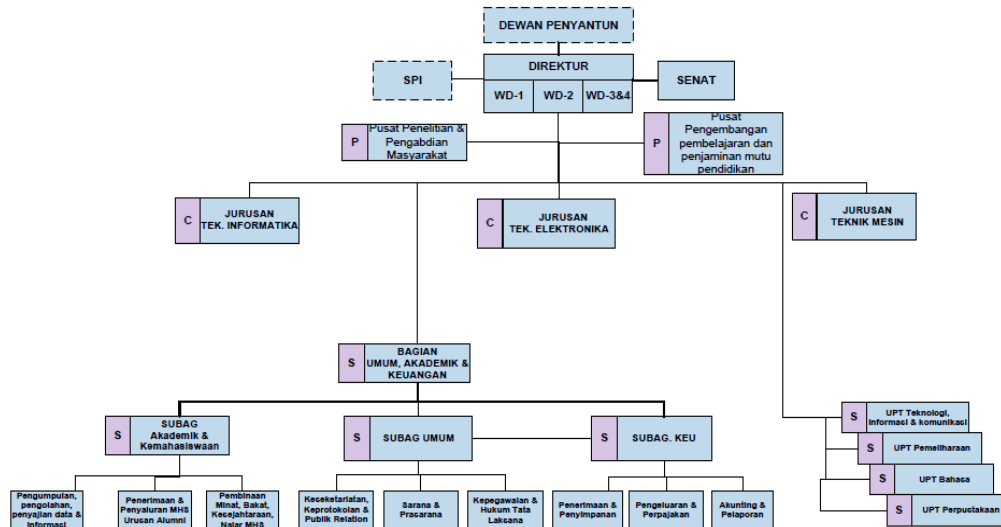 DEWAN PENYANTUN
DIREKTUR
SPI
SENAT
WD-1
WD-2
WD-3&4
P
Pusat Penelitian &
Pengabdian
Masyarakat
P
Pusat
Pengembangan
pembelajaran dan
penjaminan mutu
pendidikan
C
JURUSAN
TEK. INFORMATIKA
C
JURUSAN
TEK. ELEKTRONIKA
C
JURUSAN
TEKNIK MESIN
S
BAGIAN
UMUM, AKADEMIK &
KEUANGAN
S
SUBAG
Akademik &
Kemahasiswaan
S
SUBAG UMUM
S
SUBAG. KEU
S
UPT Teknologi,
Informasi & komunikasi
S
UPT Pemeliharaan
S
UPT Bahasa
S
UPT Perpustakaan
Pengumpulan,
pengolahan,
penyajian data &
Informasi
Penerimaan &
Penyaluran MHS
Urusan Alumni
Pembinaan
Minat, Bakat,
Kecejahtaraan,
Nalar MHS
Keseketariatan,
Keprotokolan &
Publik Relation
Sarana &
Prasarana
Kepegawaian &
Hukum Tata
Laksana
Penerimaan &
Penyimpanan
Pengeluaran &
Perpajakan
Akunting &
Pelaporan